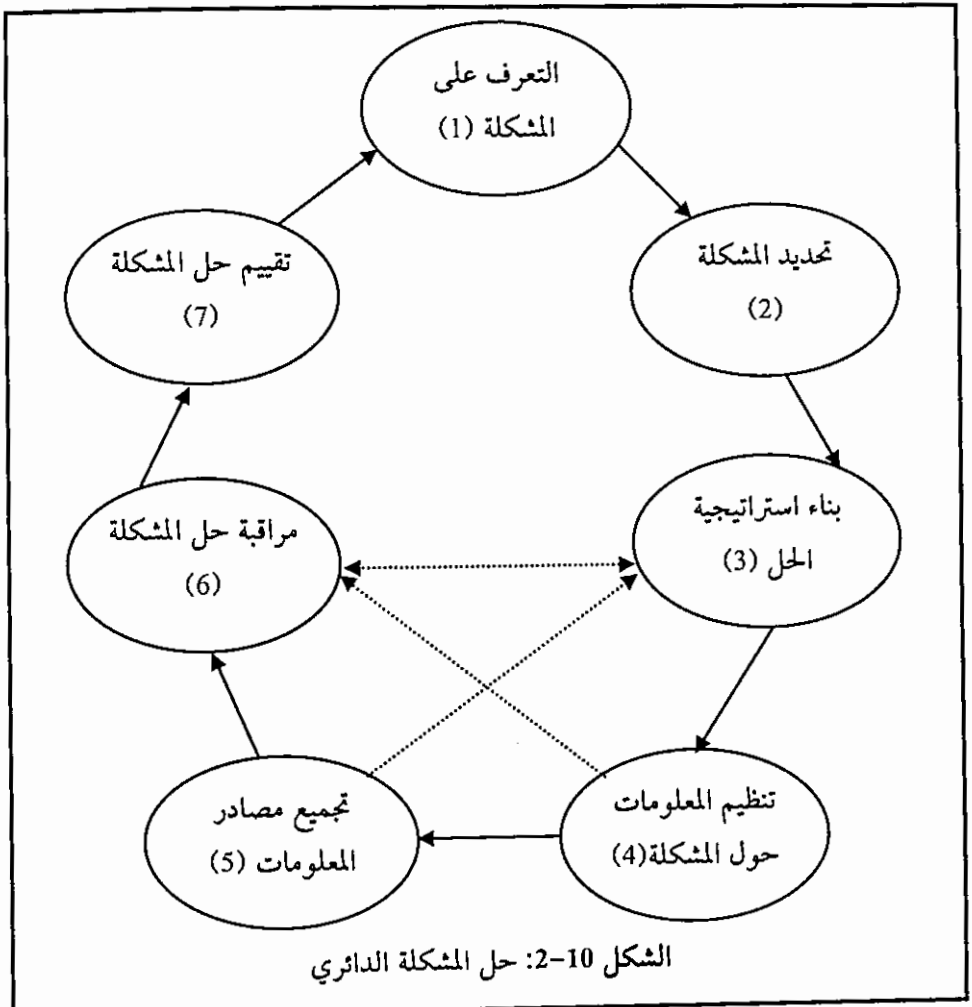 التعرف على
المشكلة (1)
تحديد المشكلة
(2)
بناء استراتيجية
الحل (3)
تنظيم المعلومات
حول المشكلة(4)
تجميع مصادر
المعلومات (5)
مراقبة حل المشكلة
(6)
تقييم حل المشكلة
(7)
الشكل 10-2: حل المشكلة الدائري